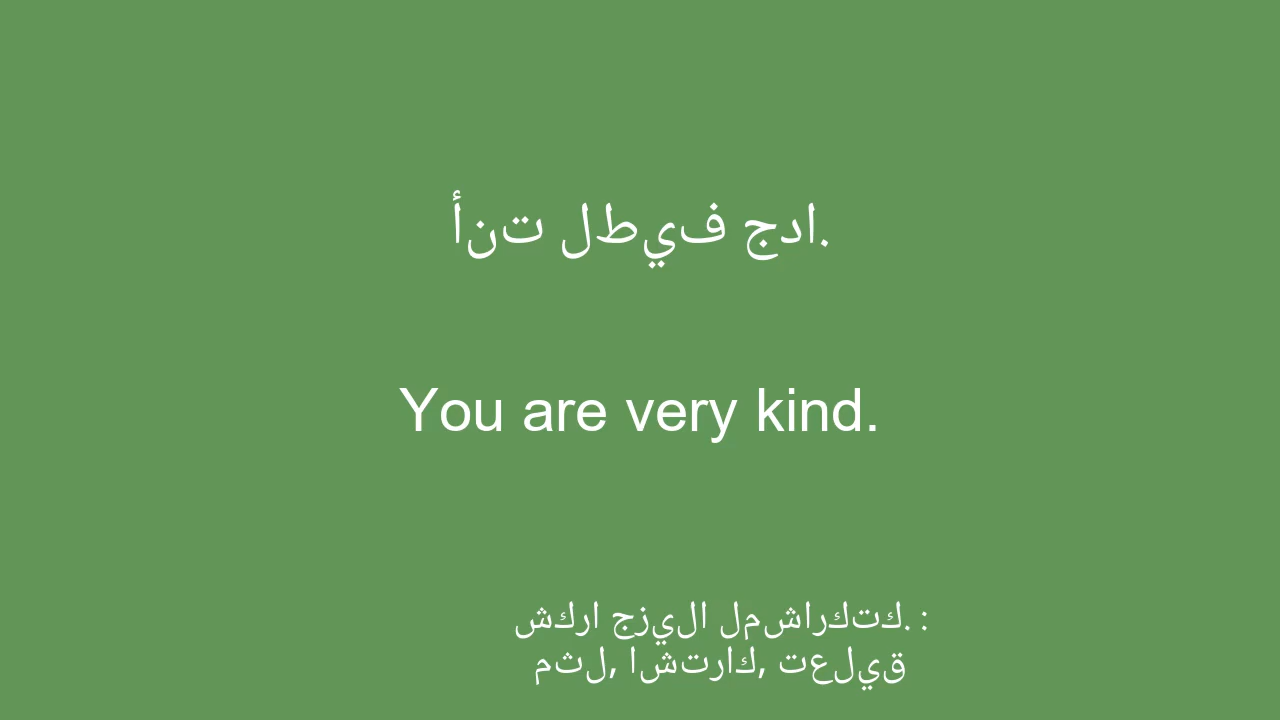 أنت لطيف جدا.
You are very kind.
شكرا جزيلا لمشاركتك. :
مثل, اشتراك, تعليق